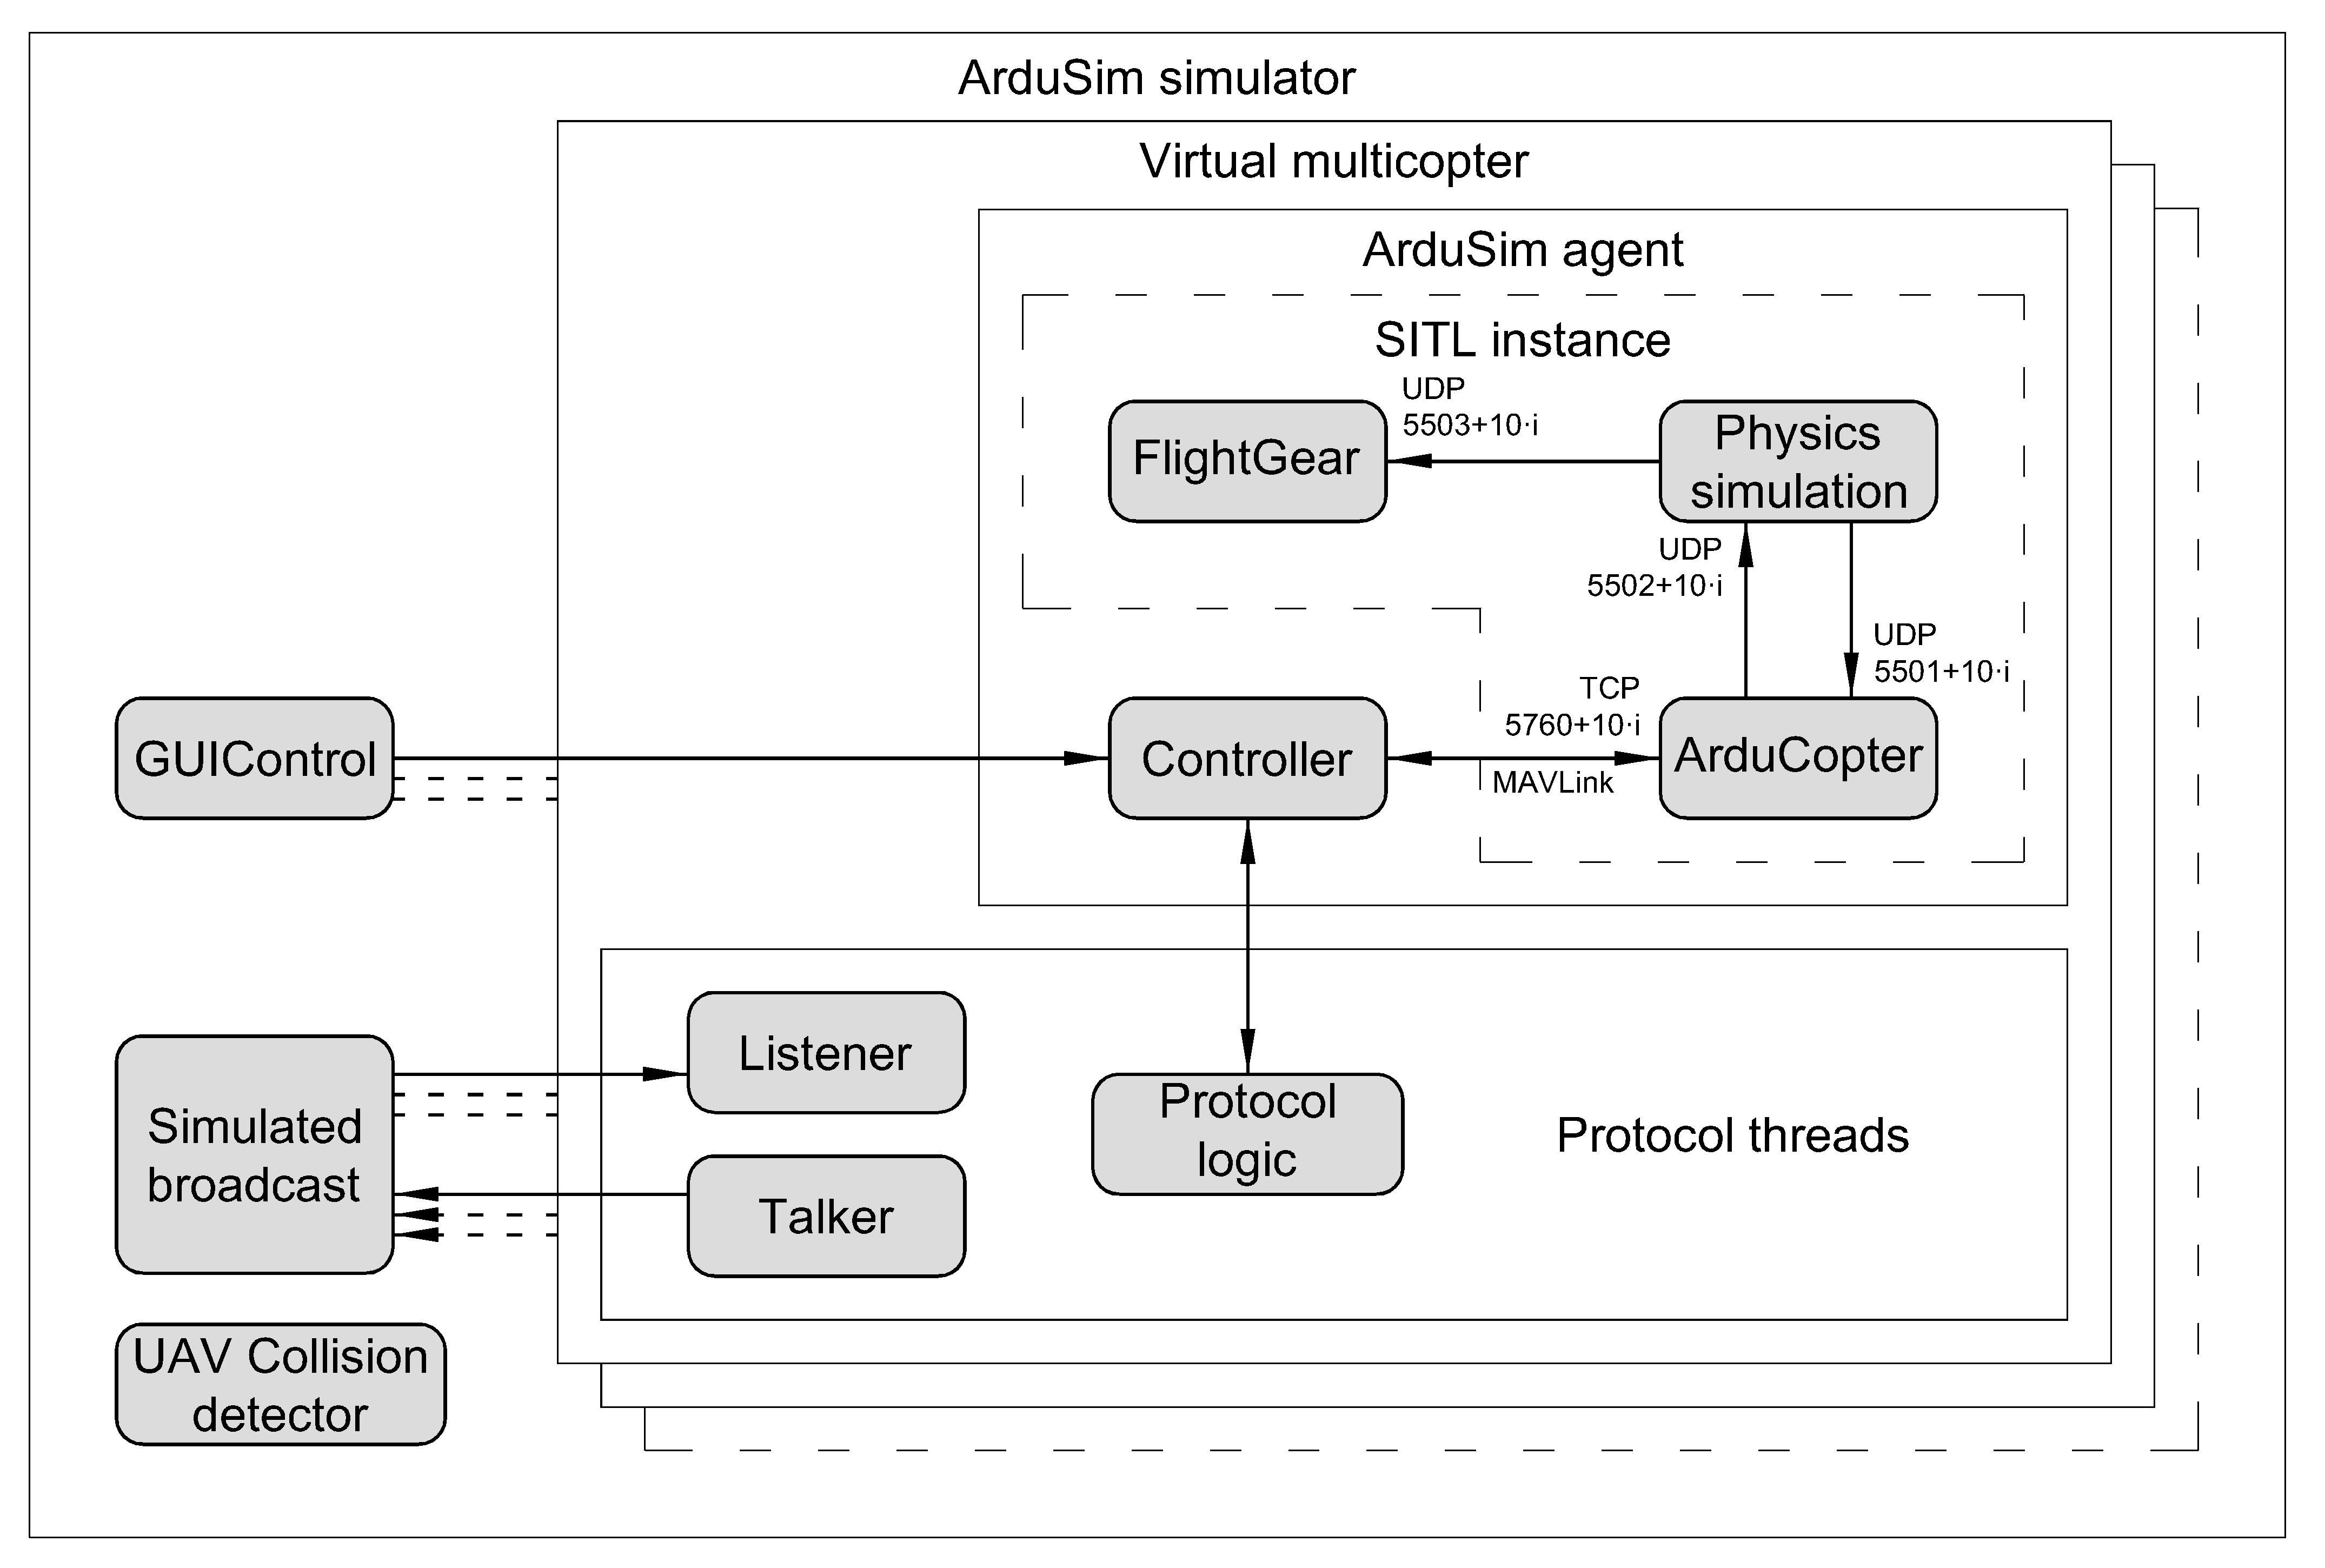 ArduSim simulator
Virtual multicopter
ArduSim agent
SITL instance
UDP
5503+10·i
FlightGear
Physics
simulation
UDP
5502+10·i
UDP
5501+10·i
TCP
5760+10·i
GUIControl
Controller
MAVLink
ArduCopter
Listener
Simulated
broadcast
Talker
Protocol
logic
Protocol threads
UAV Collision
detector